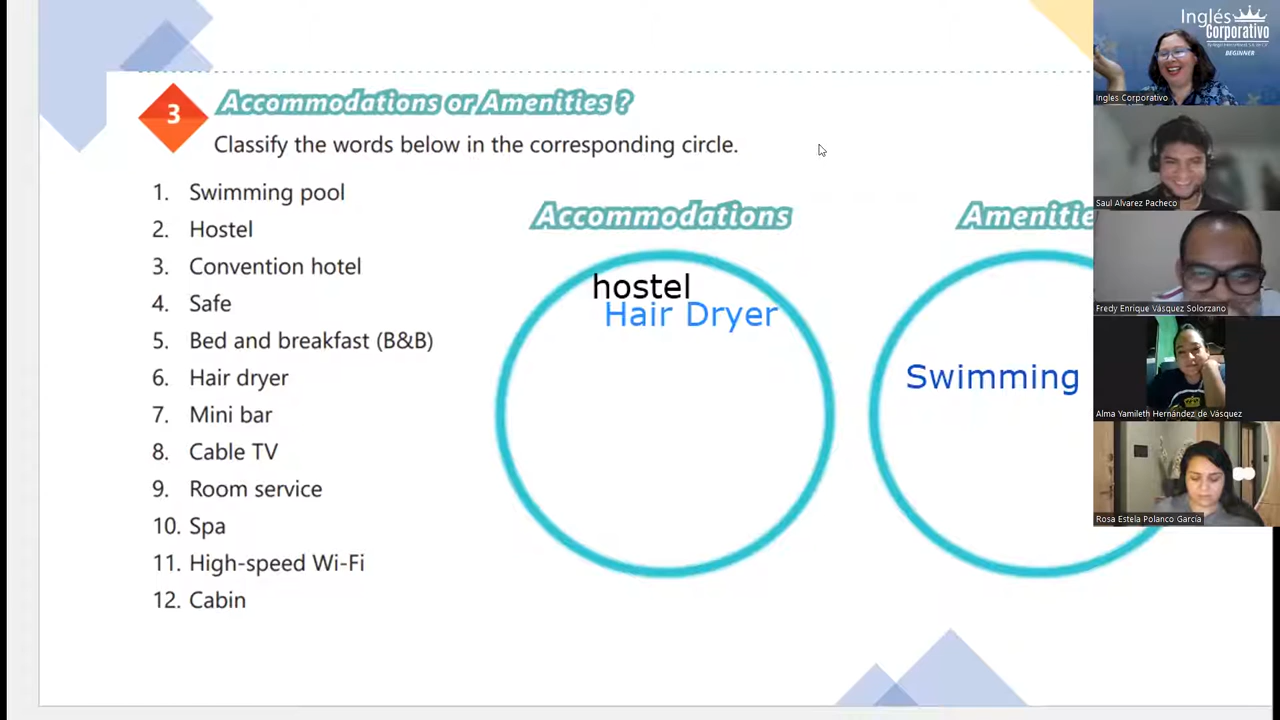 3
Accommodations or Amenities ?
Classify the words below in the corresponding circle.
1. Swimming pool
2. Hostel
3. Convention hotel
4. Safe
5. Bed and breakfast (B&B)
6. Hair dryer
7. Mini bar
8. Cable TV
9. Room service
10. Spa
11. High-speed Wi-Fi
12. Cabin
Accommodations
hostel
Hair Dryer
Amenitie
Swimming
Inglés
Corporativo
BEGINNER
Ingles Corporativo
Saul Alvarez Pacheco
Fredy Enrique Vásquez Solorzano
Alma Yamileth Hernández de Vásquez
Rosa Estela Polanco García